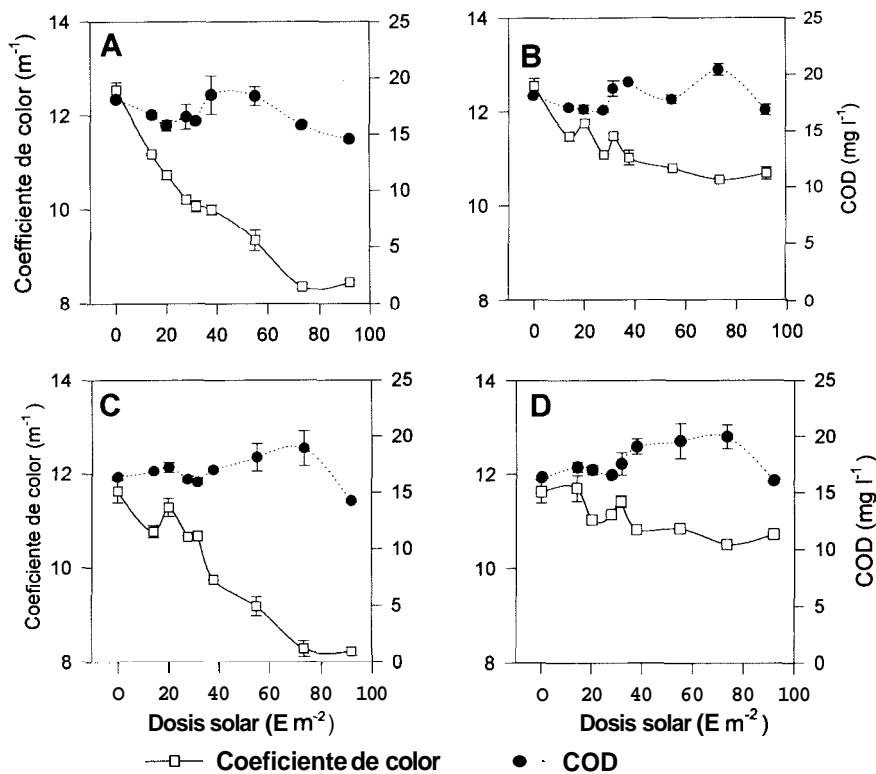 A
B
14
12
10
8
25
20
15
10
5
0
14
12
10
8
25
20
15
10
5
0
Coefficiente de color (m-1)
COD (mg l-1)
0 20 40 60 80 100
0 20 40 60 80 100
C
D
14
12
10
8
25
20
15
10
5
0
14
12
10
8
25
20
15
10
5
0
Coeficiente de color (m-1)
COD (mg l-1)
O 20 40 60 80 100
O 20 40 60 80 100
Dosis solar (E m-2)
Dosis solar (E m-2)
Coeficiente de color
COD